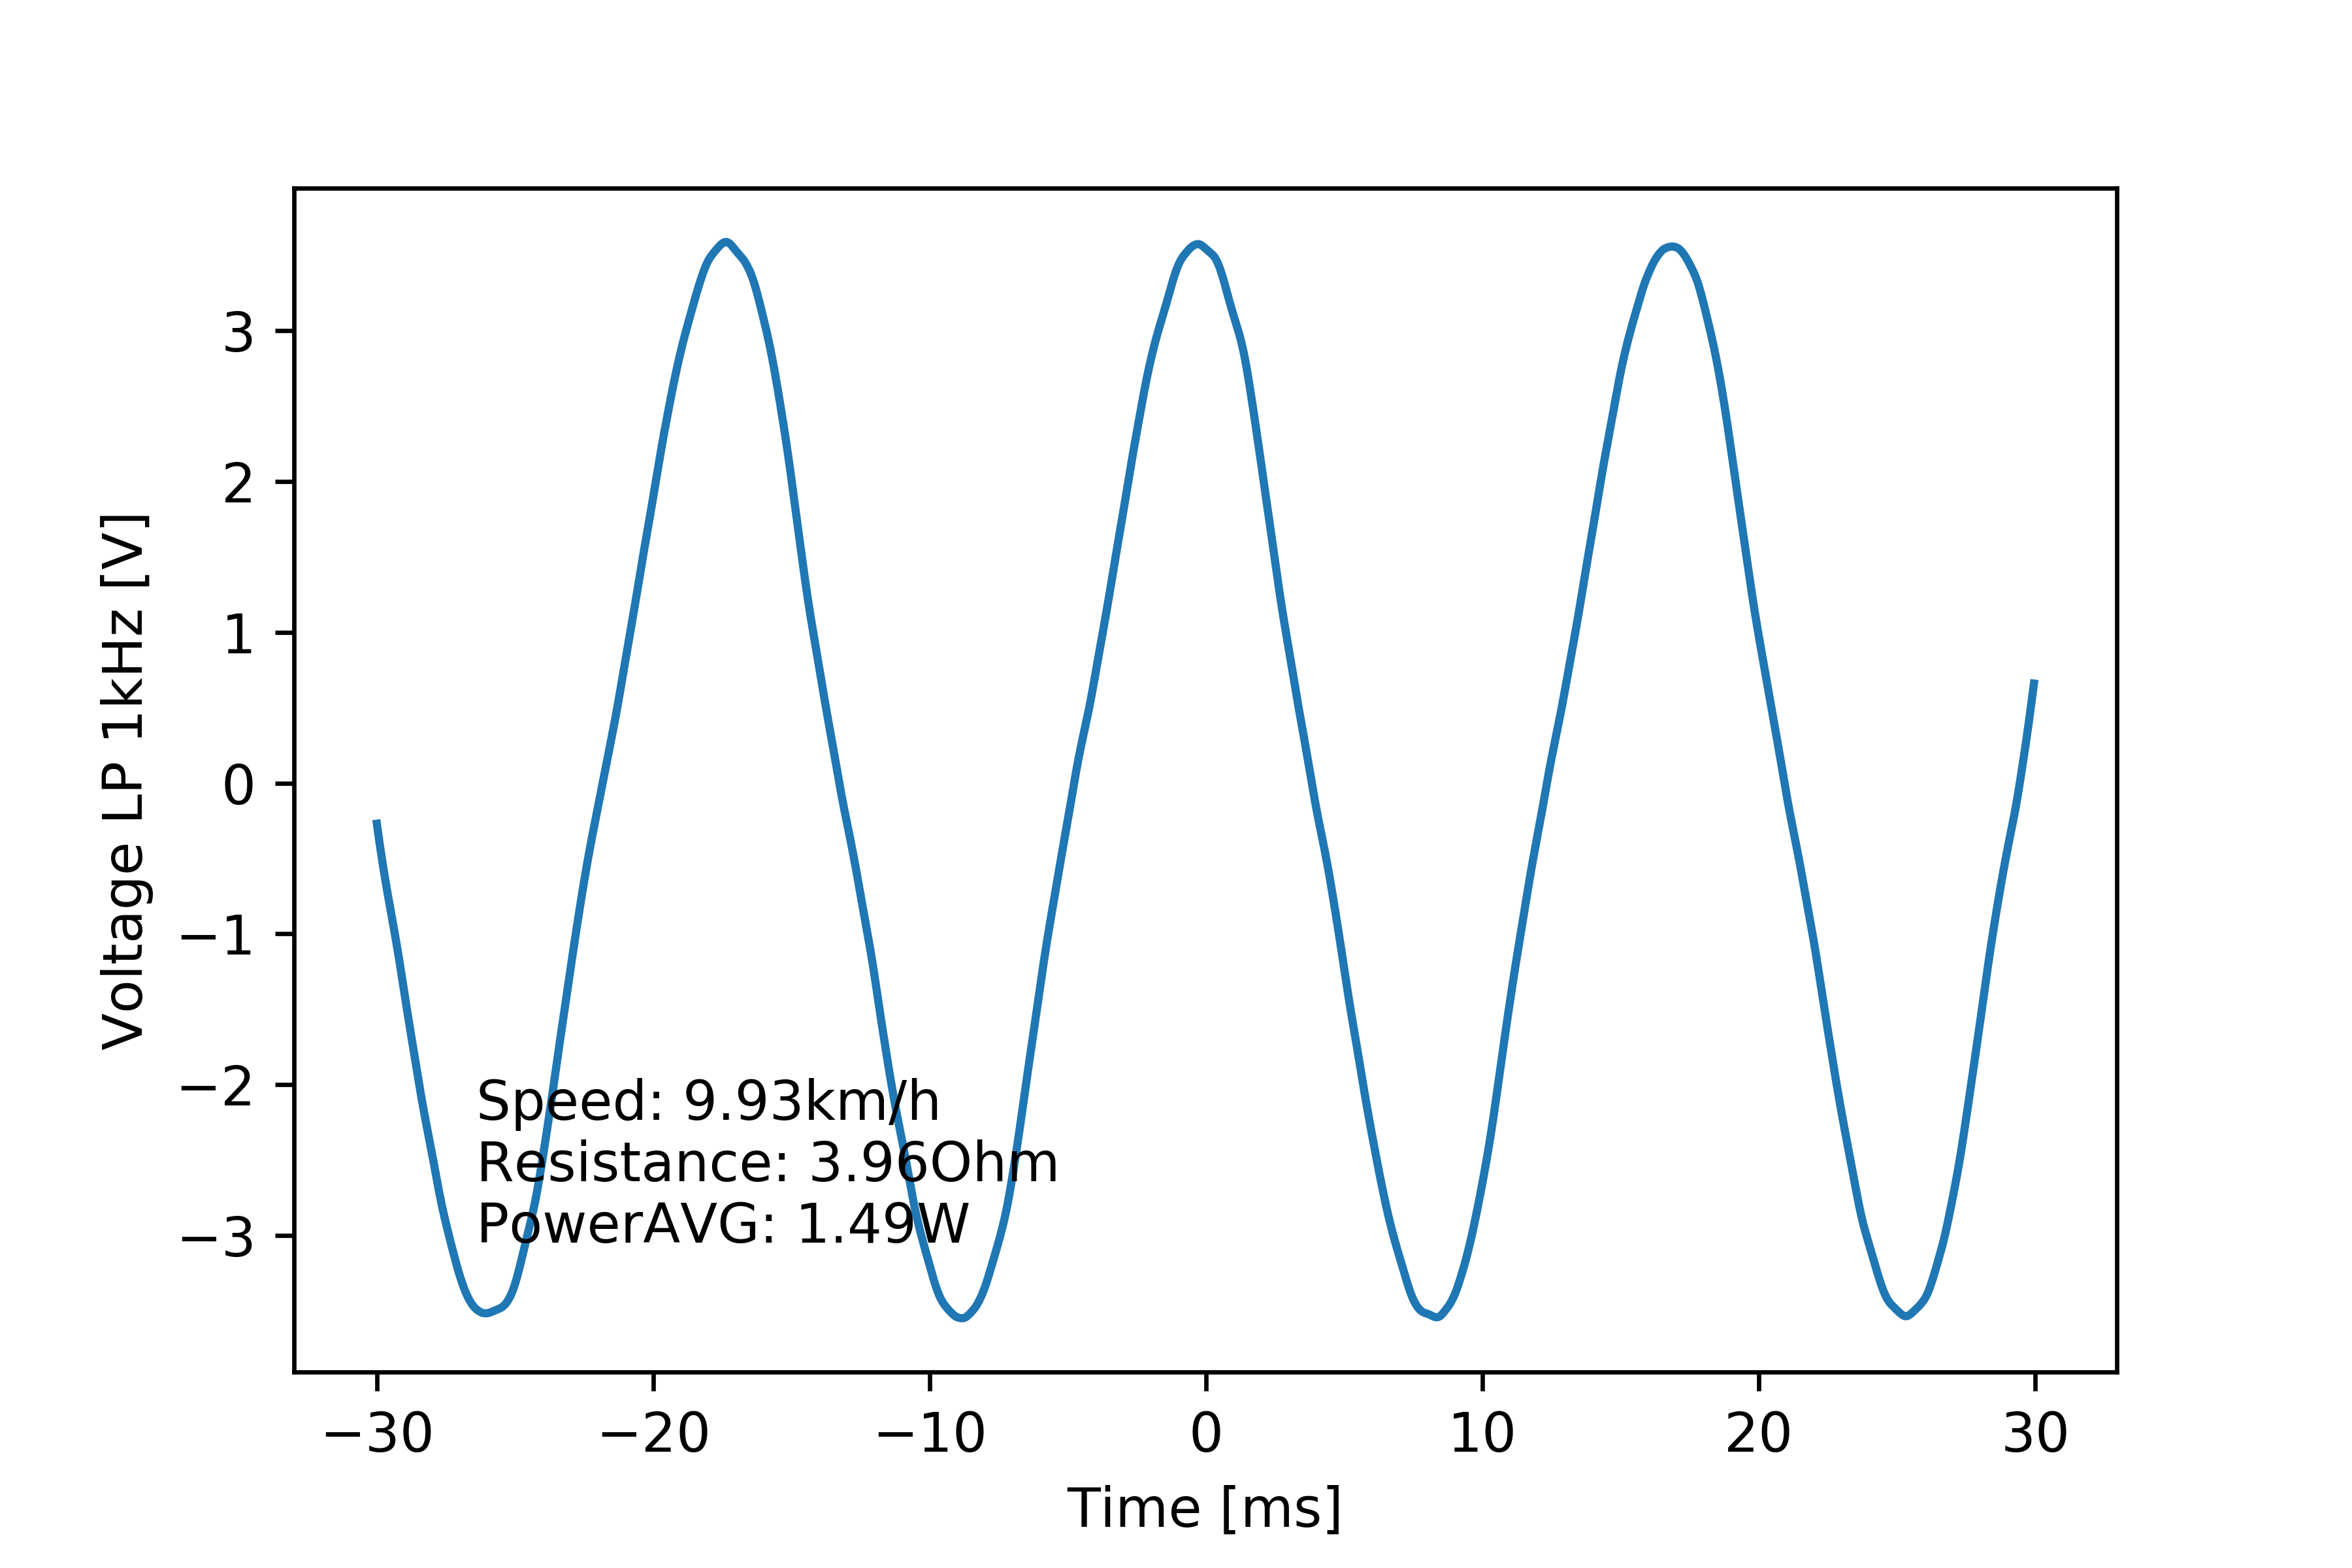 Voltage LP 1kHz [V]
3
2
1
0
−1
−2
−3
Speed: 9.93km/h
Resistance: 3.96Ohm
PowerAVG: 1.49W
−30 −20 −10 0 10 20 30
Time [ms]